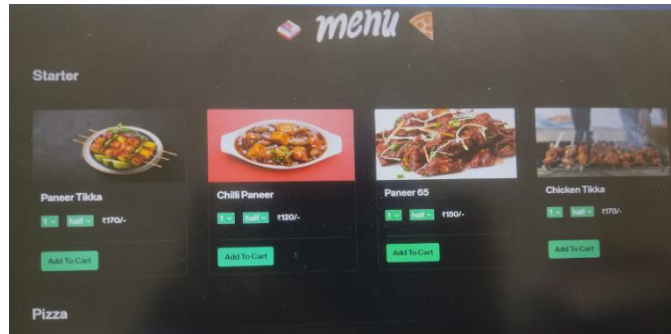 menu
Starter
Paneer Tikka
1 half ₹170/-
Add To Cart
Chilli Paneer
1 half ₹120/-
Add To Cart
Paneer 65
1 half ₹150/-
Add To Cart
Chicken Tikka
1 half ₹170/-
Add To Cart
Pizza